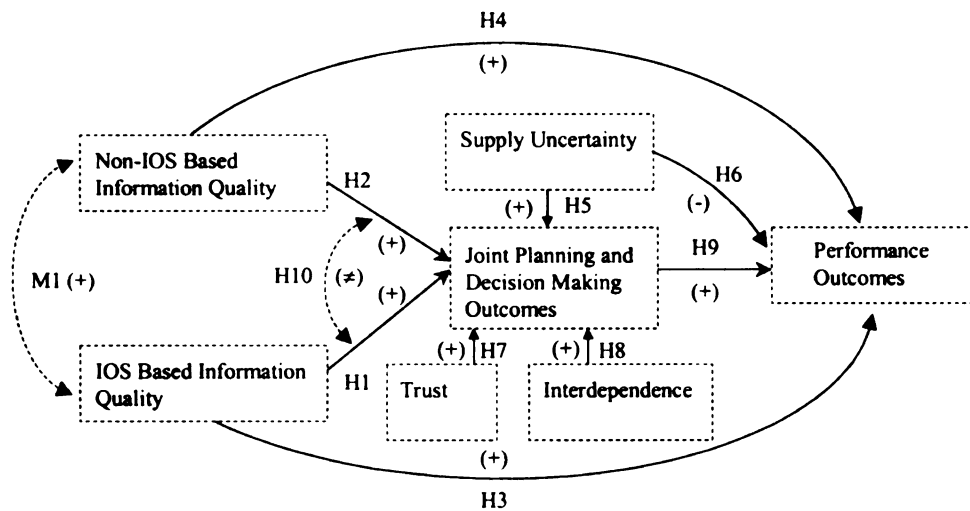 H4
(+)
Supply Uncertainty
Non-IOS Based
Information Quality
H2
(+)
H5
H6
(-)
(+)
Joint Planning and
Decision Making
Outcomes
H9
(+)
Performance
Outcomes
M1 (+)
H10
(≠)
(+)
IOS Based Information
Quality
H1
(+)
H7
(+)
H8
Trust
Interdependence
(+)
H3